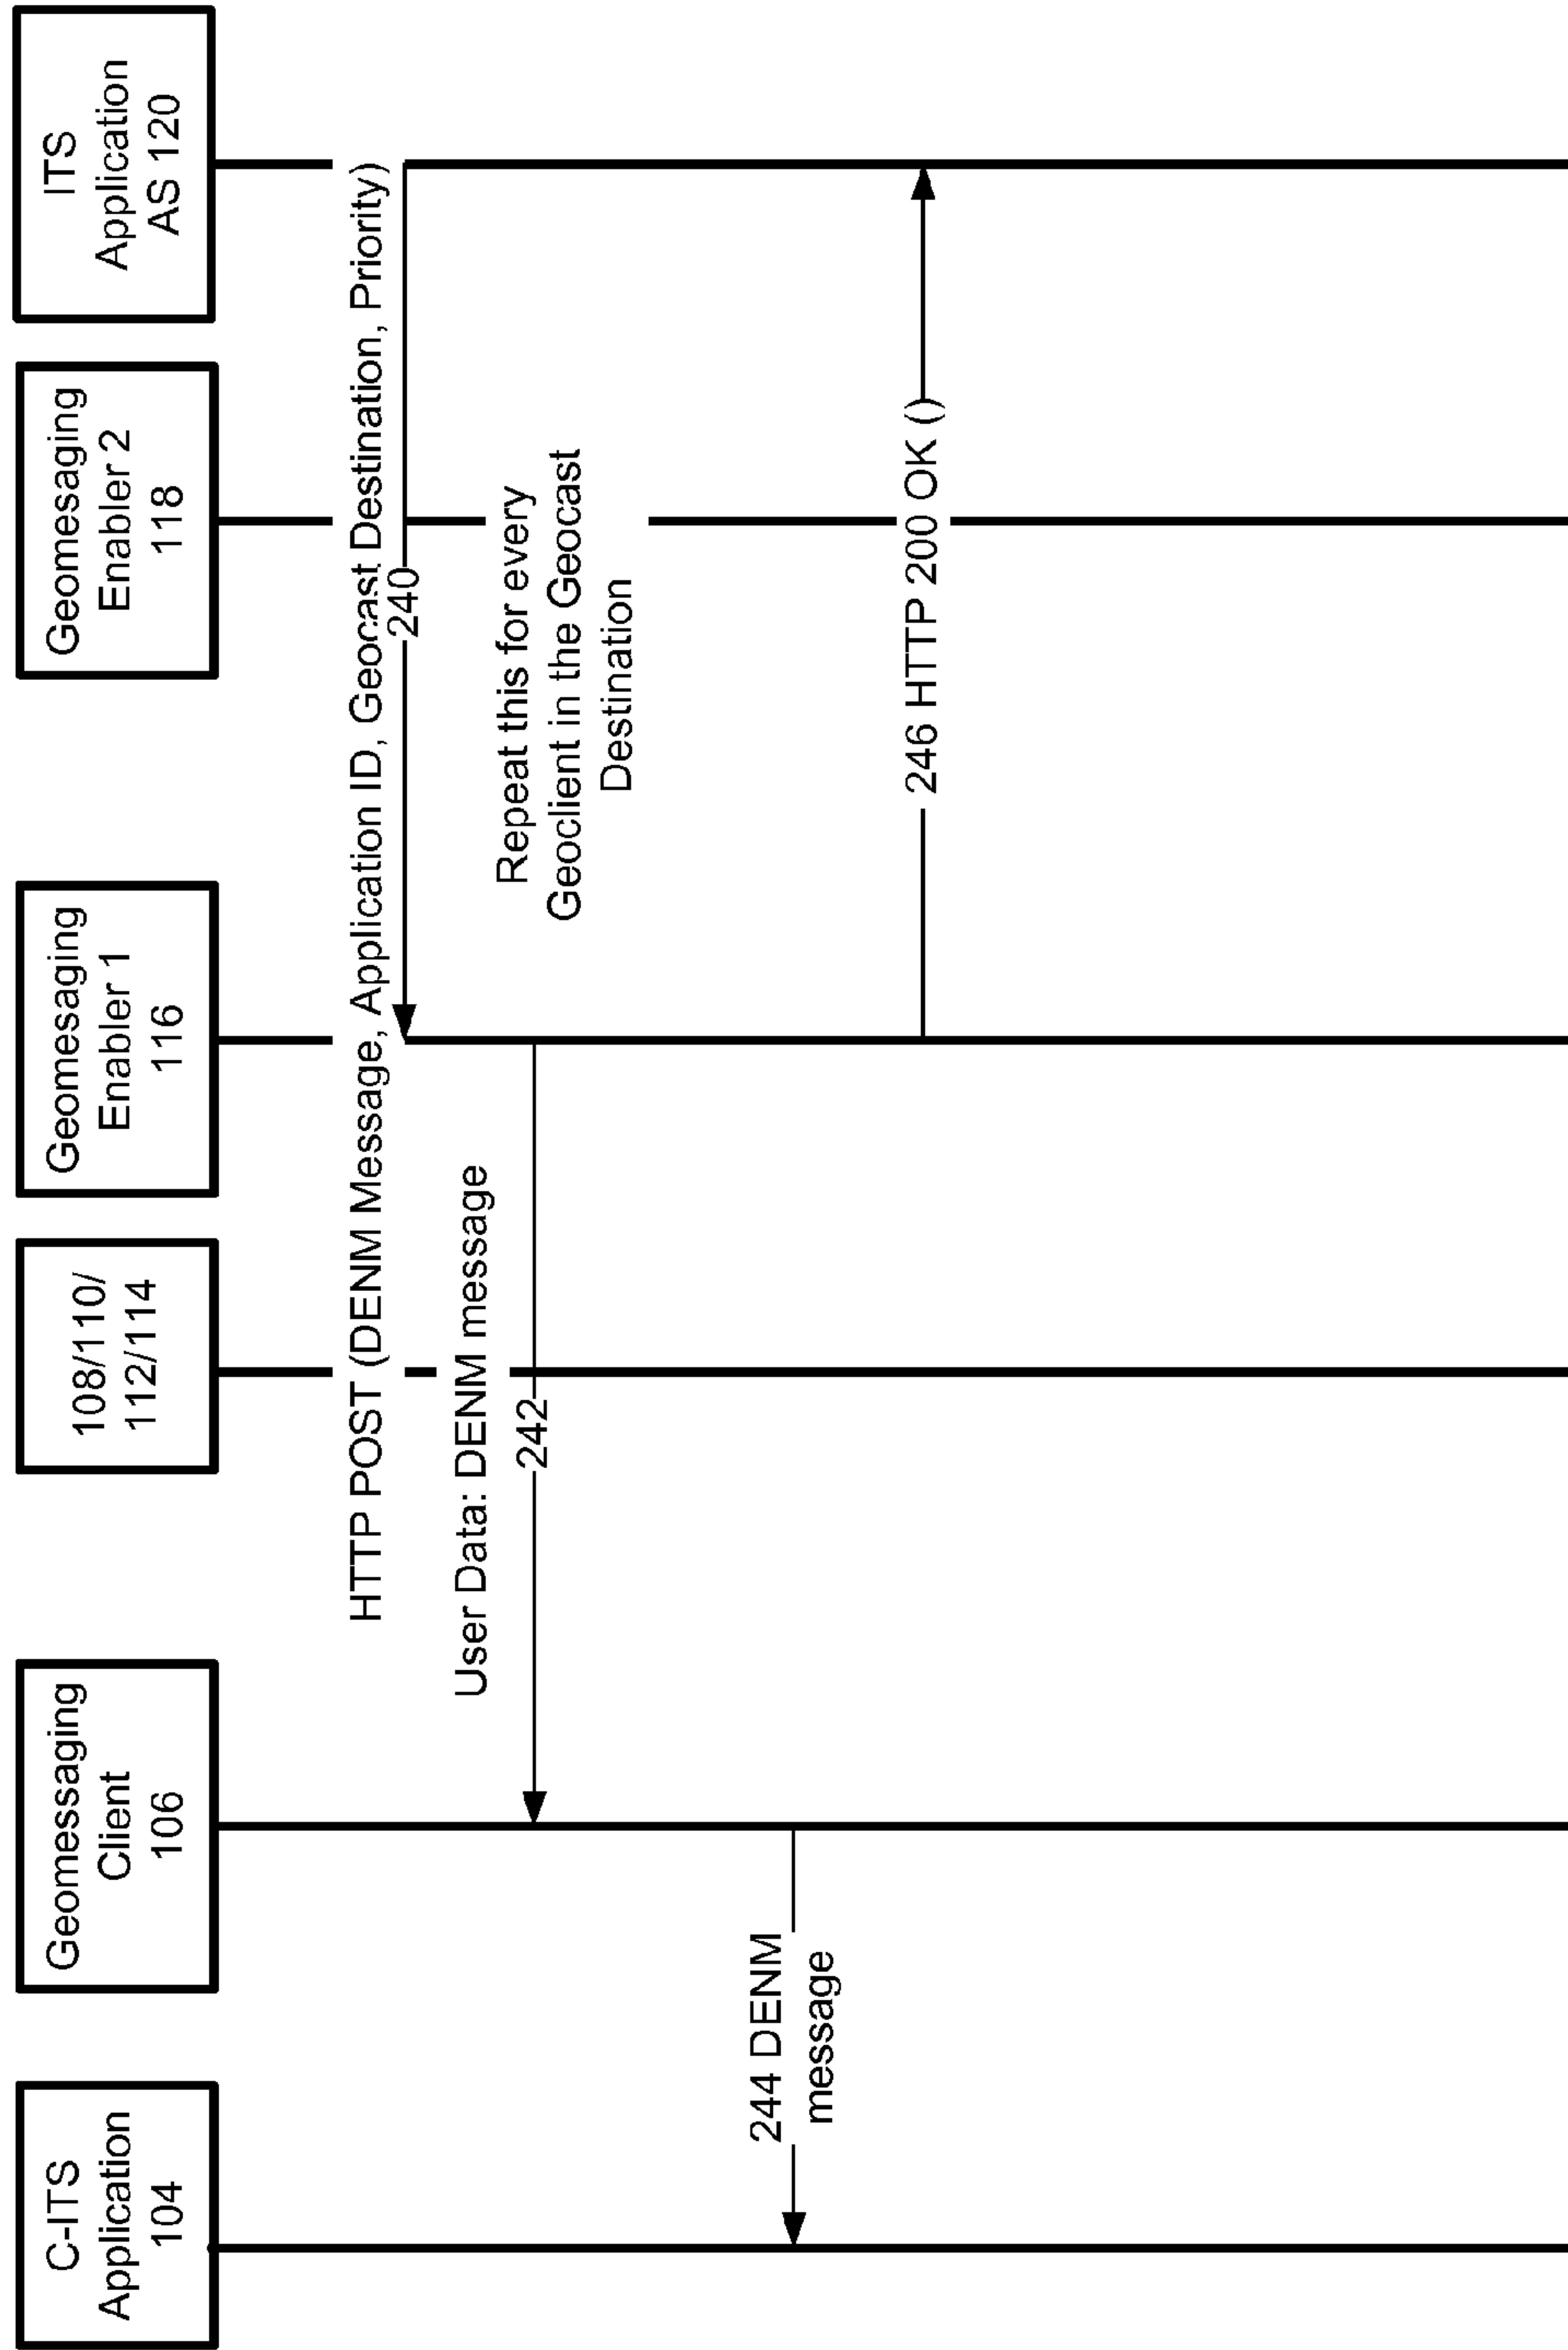 C-ITS
Application
104
Geomessaging
Client
106
108/110/
112/114
Geomesaging
Enabler 1
116
Geomesaging
Enabler 2
118
ITS
Application
AS 120
HTTP POST (DENM Message, Application ID, Geocast Destination, Priority)
240
User Data: DENM message
242
Repeat this for every
Geoclient in the Geocast
Destination
244 DENM
message
246 HTTP 200 OK ()